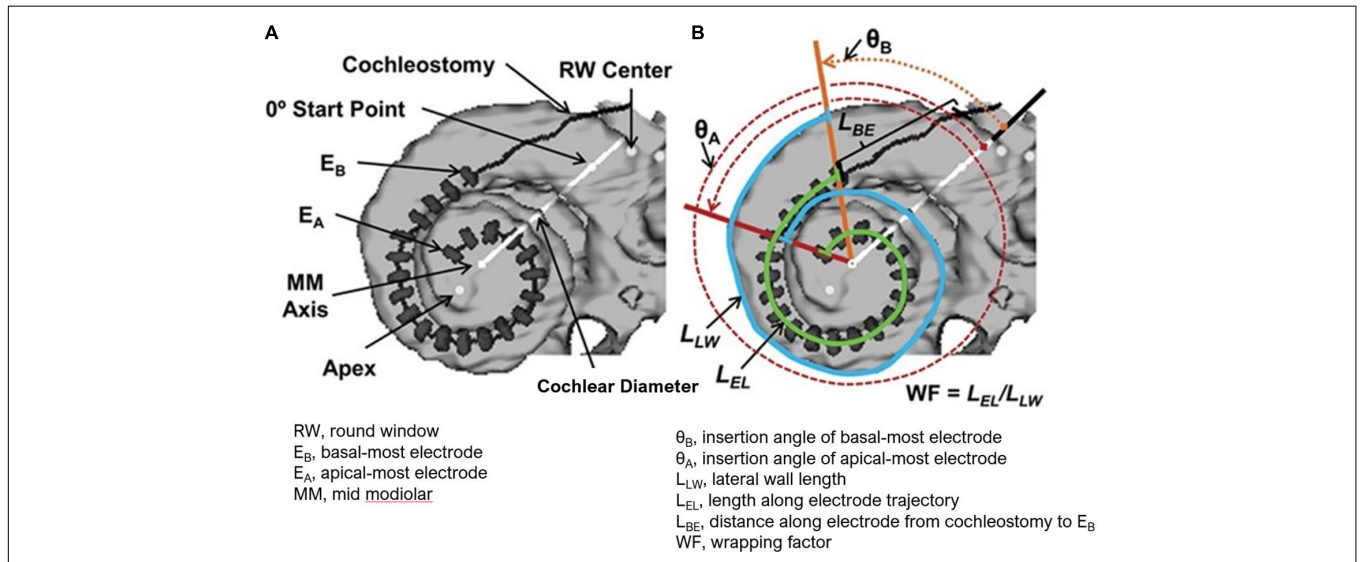 A
Cochleostomy
RW Center
0º Start Point
E_B
E_A
MM
Axis
Apex
Cochlear Diameter
RW, round window
E_B, basal-most electrode
E_A, apical-most electrode
MM, mid modiolar
B
θ_B
θ_A
L_BE
L_LW
L_EL
WF = L_EL/L_LW
θ_B, insertion angle of basal-most electrode
θ_A, insertion angle of apical-most electrode
L_LW, lateral wall length
L_EL, length along electrode trajectory
L_BE, distance along electrode from cochleostomy to E_B
WF, wrapping factor